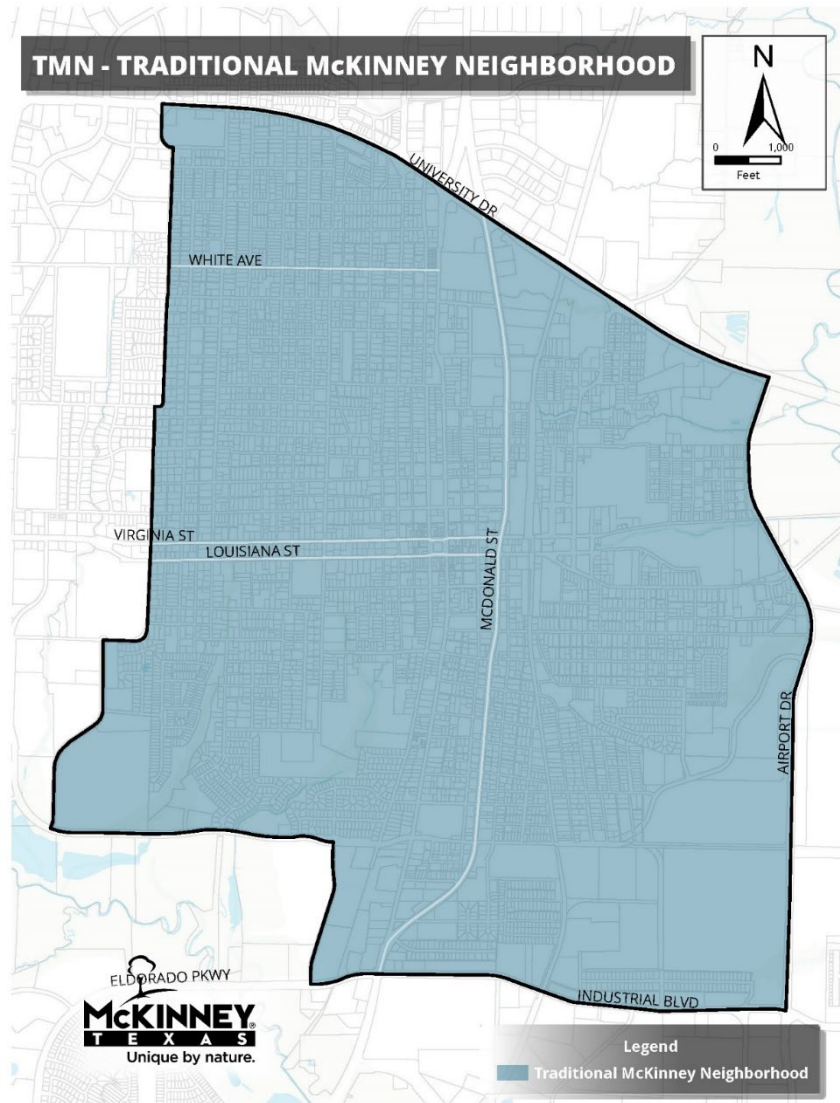 TMN - TRADITIONAL McKINNEY NEIGHBORHOOD
N
0 1,000
Feet
UNIVERSITY DR
WHITE AVE
VIRGINIA ST
LOUISIANA ST
MCDONALD ST
AIRPORT DR
ELDORADO PKWY
McKINNEY
TEXAS
Unique by nature.
INDUSTRIAL BLVD
Legend
Traditional McKinney Neighborhood